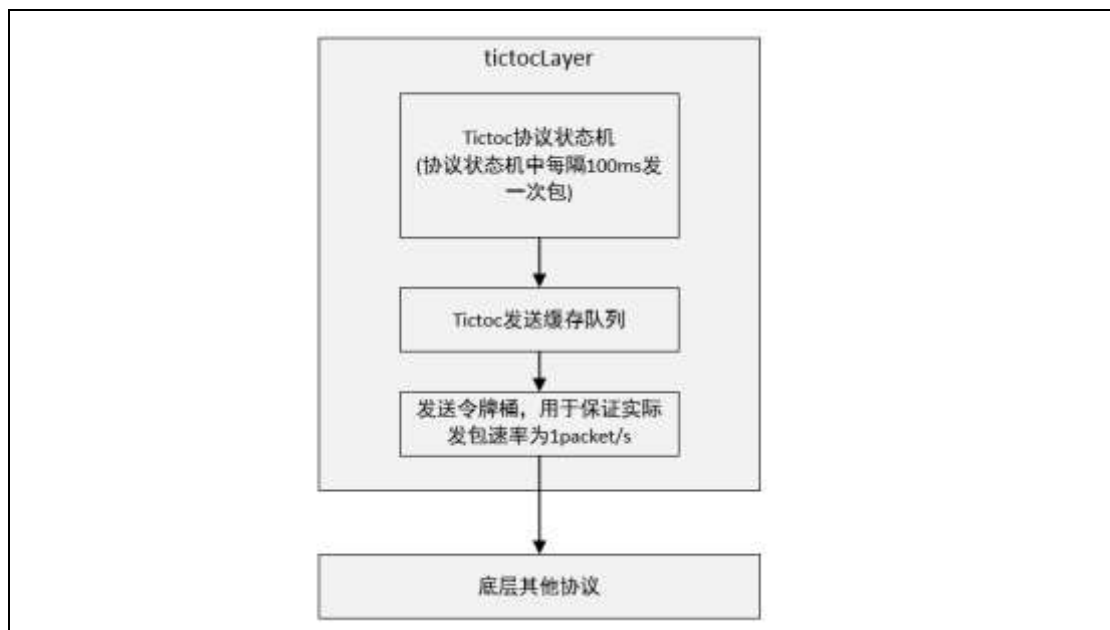 tictocLayer
Tictoc协议状态机
(协议状态机中每隔100ms发
一次包)
Tictoc发送缓存队列
发送令牌桶，用于保证实际
发包速率为1packet/s
底层其他协议